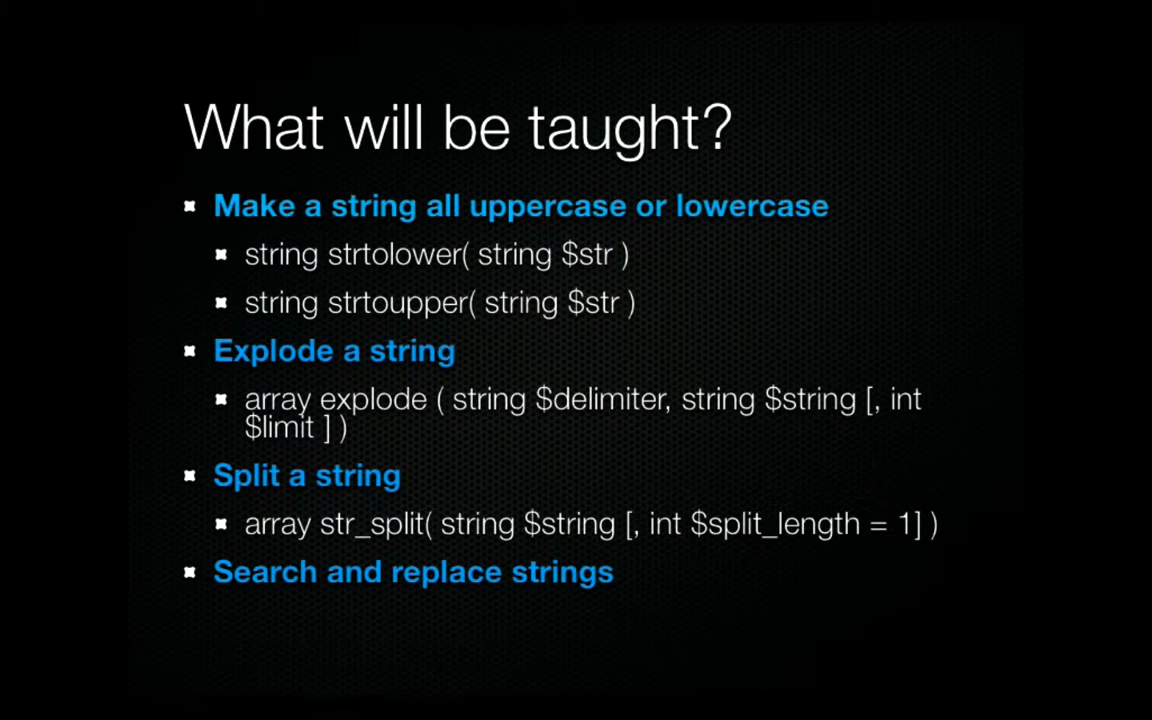 What will be taught?
Make a string all uppercase or lowercase
string strtolower( string $str )
string strtoupper( string $str )
Explode a string
array explode ( string $delimiter, string $string [, int
$limit ] )
Split a string
array str_split( string $string [, int $split_length = 1] )
Search and replace strings